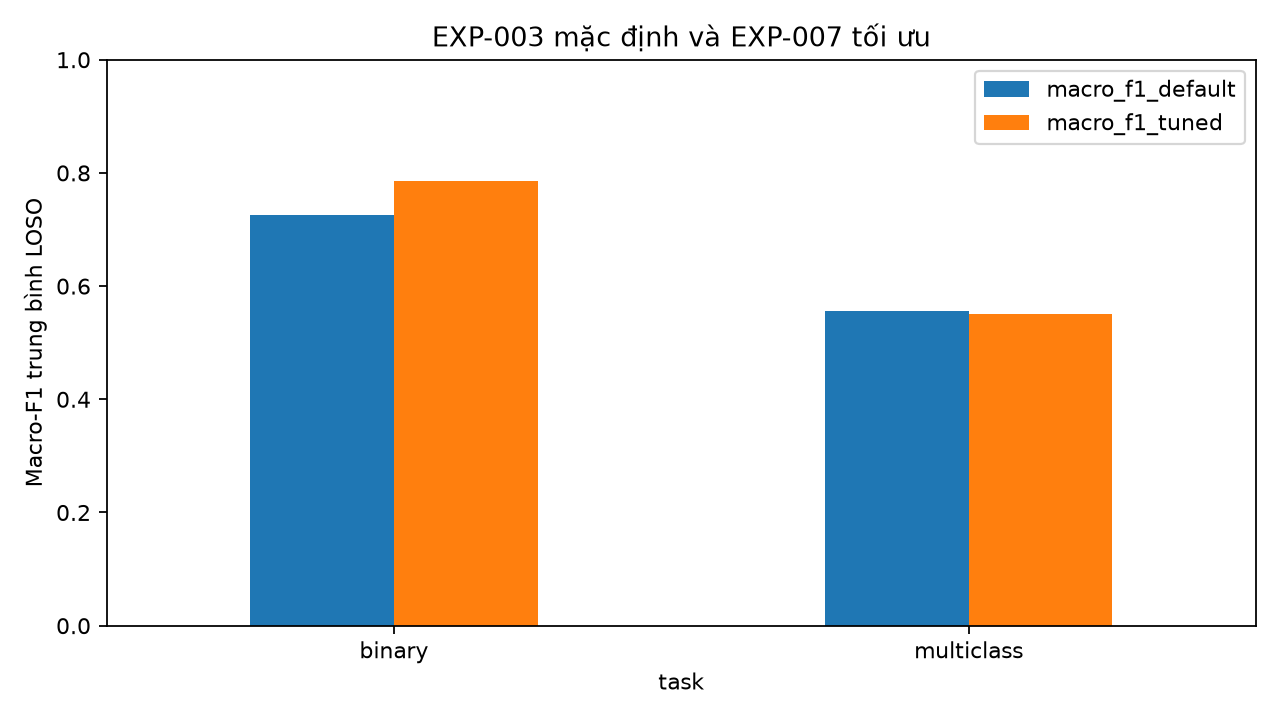 EXP-003 mặc định và EXP-007 tối ưu
macro_f1_default
macro_f1_tuned
Macro-F1 trung bình LOSO
1.0
0.8
0.6
0.4
0.2
0.0
binary
multiclass
task